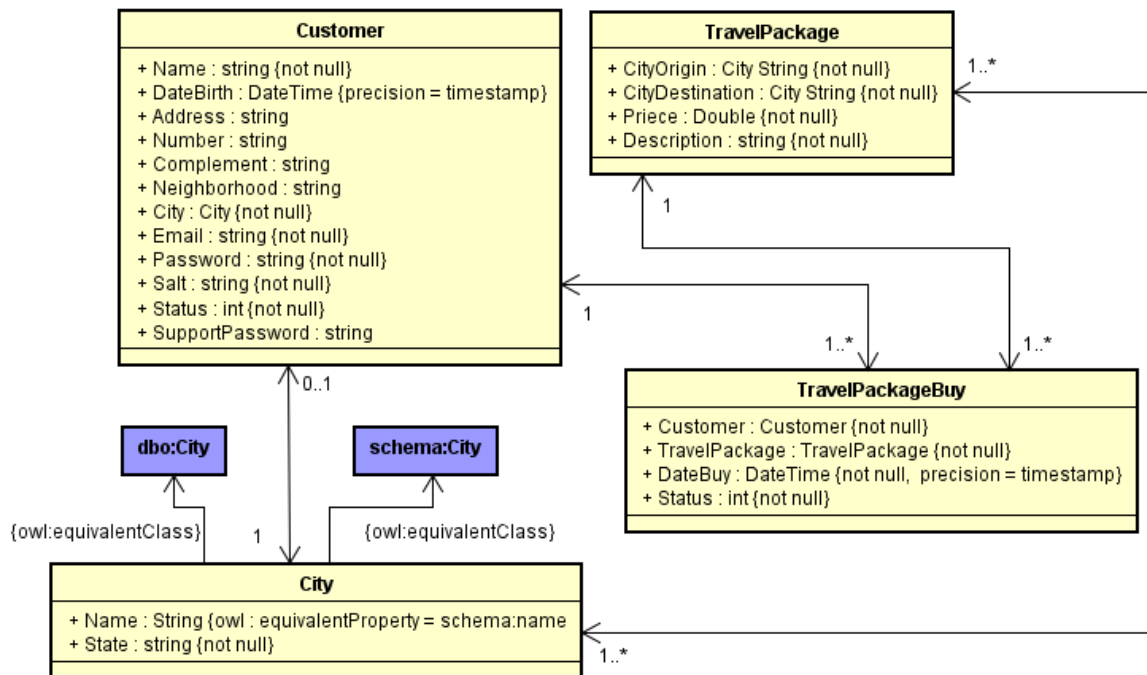 Customer
+ Name : string {not null}
+ DateBirth : DateTime {precision = timestamp}
+ Address : string
+ Number : string
+ Complement : string
+ Neighborhood : string
+ City : City {not null}
+ Email : string {not null}
+ Password : string {not null}
+ Salt : string {not null}
+ Status : int {not null}
+ SupportPassword : string
TravelPackage
+ CityOrigin : City String {not null}
+ CityDestination : City String {not null}
+ Priece : Double {not null}
+ Description : string {not null}
1..*
1
1
1..*
1..*
TravelPackageBuy
+ Customer : Customer {not null}
+ TravelPackage : TravelPackage {not null}
+ DateBuy : DateTime {not null, precision = timestamp}
+ Status : int {not null}
0..1
dbo:City
schema:City
{owl:equivalentClass}
1
{owl:equivalentClass}
City
+ Name : String {owl : equivalentProperty = schema:name
+ State : string {not null}
1..*